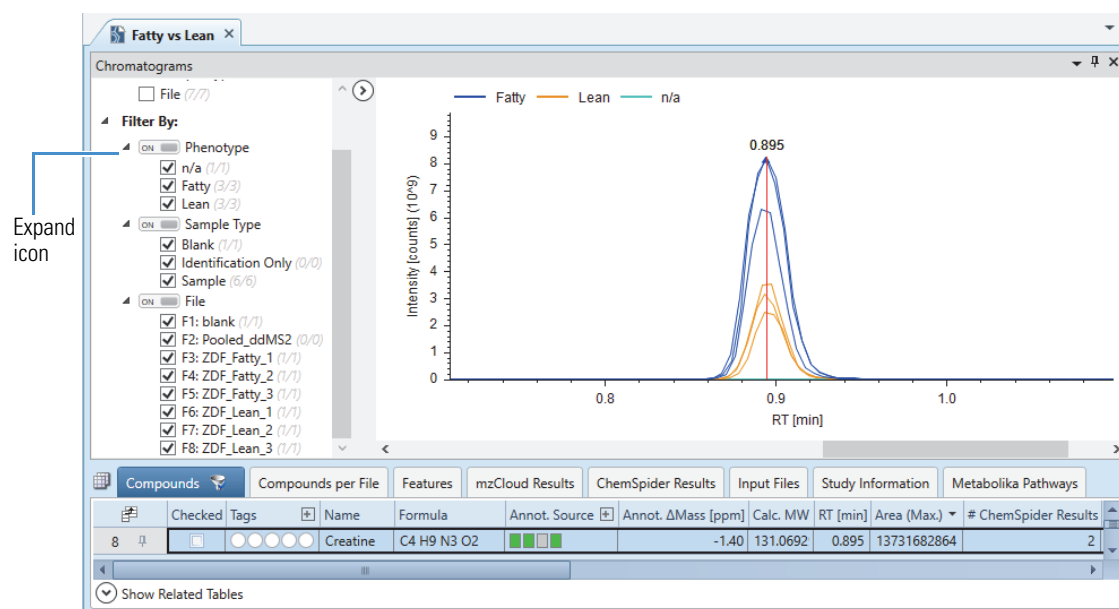 Fatty vs Lean
Chromatograms
File (7/7)
Filter By:
ON Phenotype
n/a (1/1)
Fatty (3/3)
Lean (3/3)
ON Sample Type
Blank (1/1)
Identification Only (0/0)
Sample (6/6)
ON File
F1: blank (1/1)
F2: Pooled_ddMS2 (0/0)
F3: ZDF_Fatty_1 (1/1)
F4: ZDF_Fatty_2 (1/1)
F5: ZDF_Fatty_3 (1/1)
F6: ZDF_Lean_1 (1/1)
F7: ZDF_Lean_2 (1/1)
F8: ZDF_Lean_3 (1/1)
Expand
icon
Fatty Lean n/a
0.895
Intensity [counts] (10^9)
9
8
7
6
5
4
3
2
1
0
0.8 0.9 1.0
RT [min]
Compounds Compounds per File Features mzCloud Results ChemSpider Results Input Files Study Information Metabolika Pathways
Checked Tags Name Formula Annot. Source Annot. ΔMass [ppm] Calc. MW RT [min] Area (Max.) # ChemSpider Results
8 Creatine C4 H9 N3 O2 -1.40 131.0692 0.895 13731682864 2
Show Related Tables